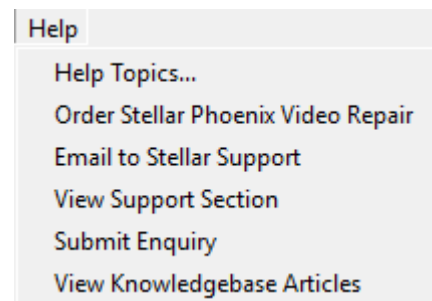 Help
Help Topics...
Order Stellar Phoenix Video Repair
Email to Stellar Support
View Support Section
Submit Enquiry
View Knowledgebase Articles